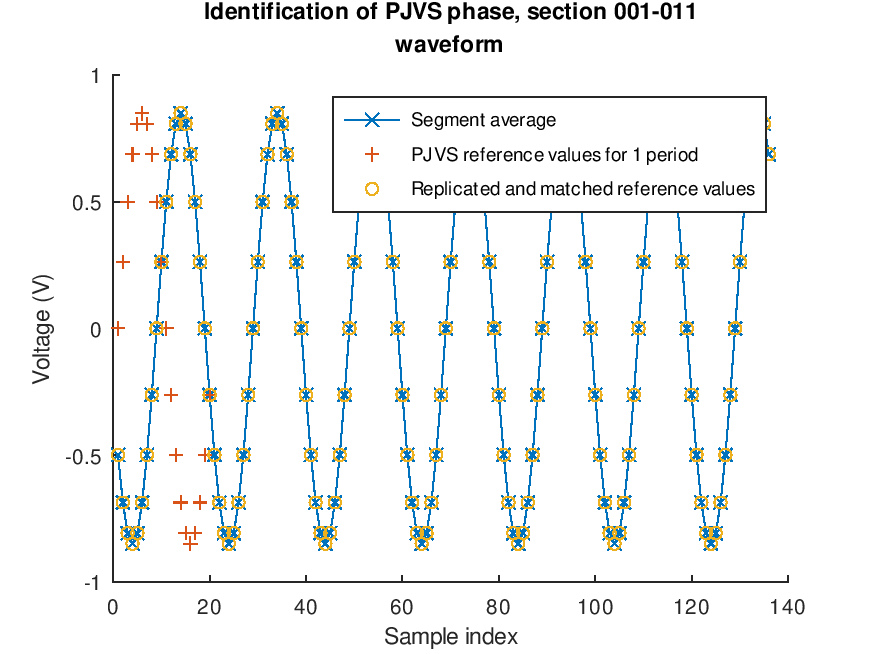 Identification of PJVS phase, section 001-011
waveform
Segment average
PJVS reference values for 1 period
Replicated and matched reference values
Voltage (V)
1
0.5
0
-0.5
-1
0 20 40 60 80 100 120 140
Sample index